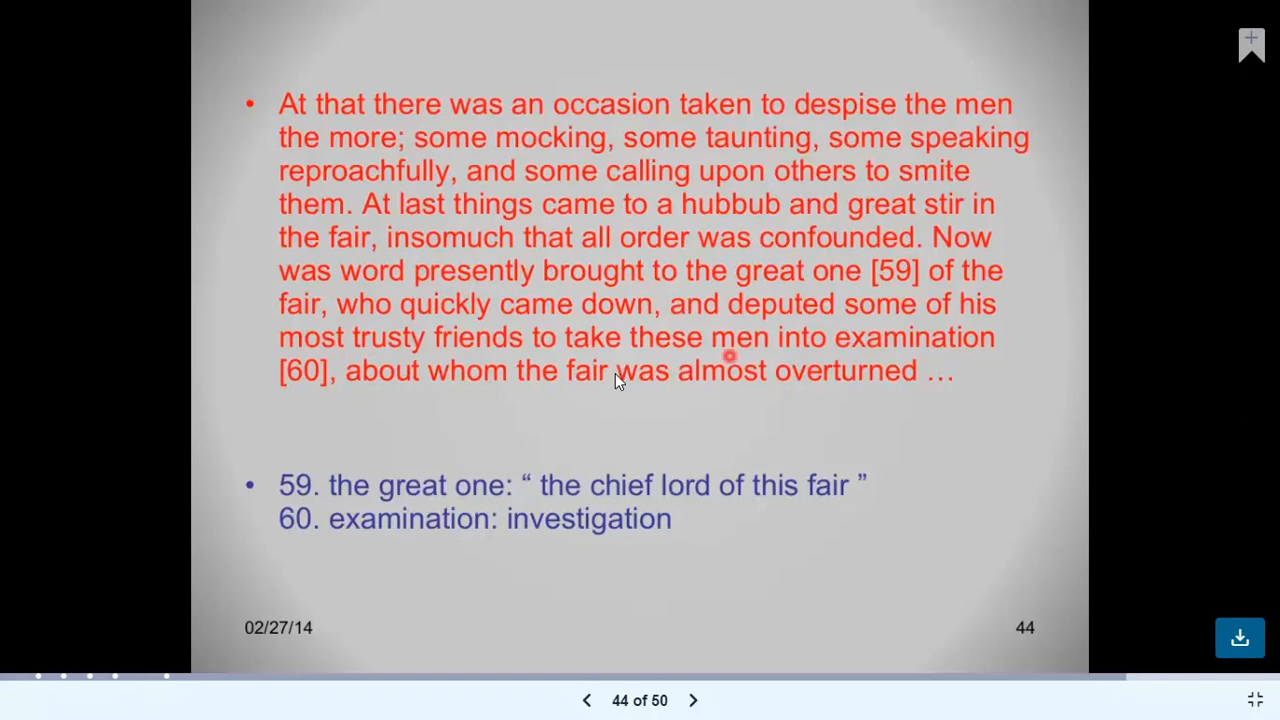 • At that there was an occasion taken to despise the men
the more; some mocking, some taunting, some speaking
reproachfully, and some calling upon others to smite
them. At last things came to a hubbub and great stir in
the fair, insomuch that all order was confounded. Now
was word presently brought to the great one [59] of the
fair, who quickly came down, and deputed some of his
most trusty friends to take these men into examination
[60], about whom the fair was almost overturned …
• 59. the great one: “ the chief lord of this fair ”
60. examination: investigation
02/27/14
44
44 of 50